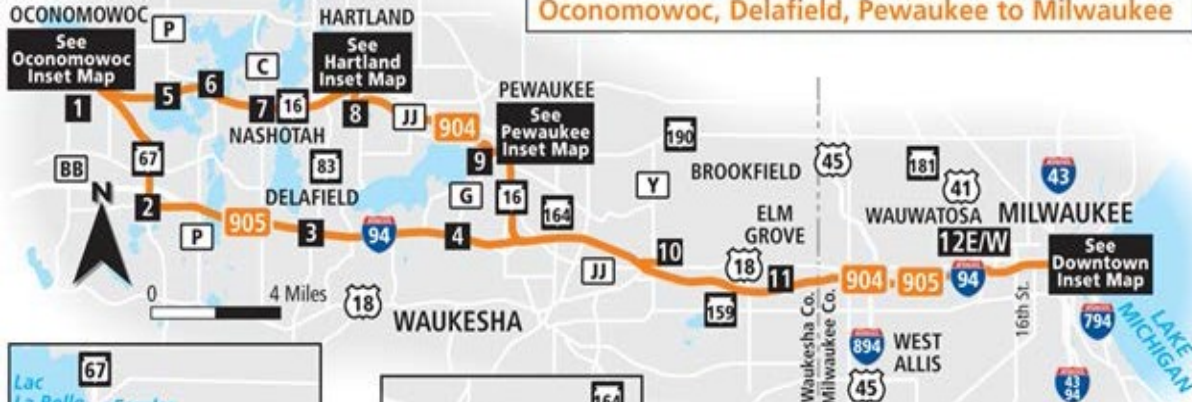 Oconomowoc, Delafield, Pewaukee to Milwaukee
OCONOMOWOC
See
Oconomowoc
Inset Map
P
HARTLAND
See
Hartland
Inset Map
C
1
5
6
7
16
8
JJ
904
NASHOTAH
PEWAUKEE
See
Pewaukee
Inset Map
9
67
BB
N
83
DELAFIELD
2
P
905
3
94
4
G
16
164
190
Y
BROOKFIELD
45
181
41
43
ELM
GROVE
WAUWATOSA
MILWAUKEE
12E/W
See
Downtown
Inset Map
10
JJ
18
11
159
904
905
94
0
4 Miles
18
WAUKESHA
Waukesha Co.
Milwaukee Co.
894
WEST
ALLIS
45
16th St.
794
LAKE
MICHIGAN
43
94
67
Lac
164